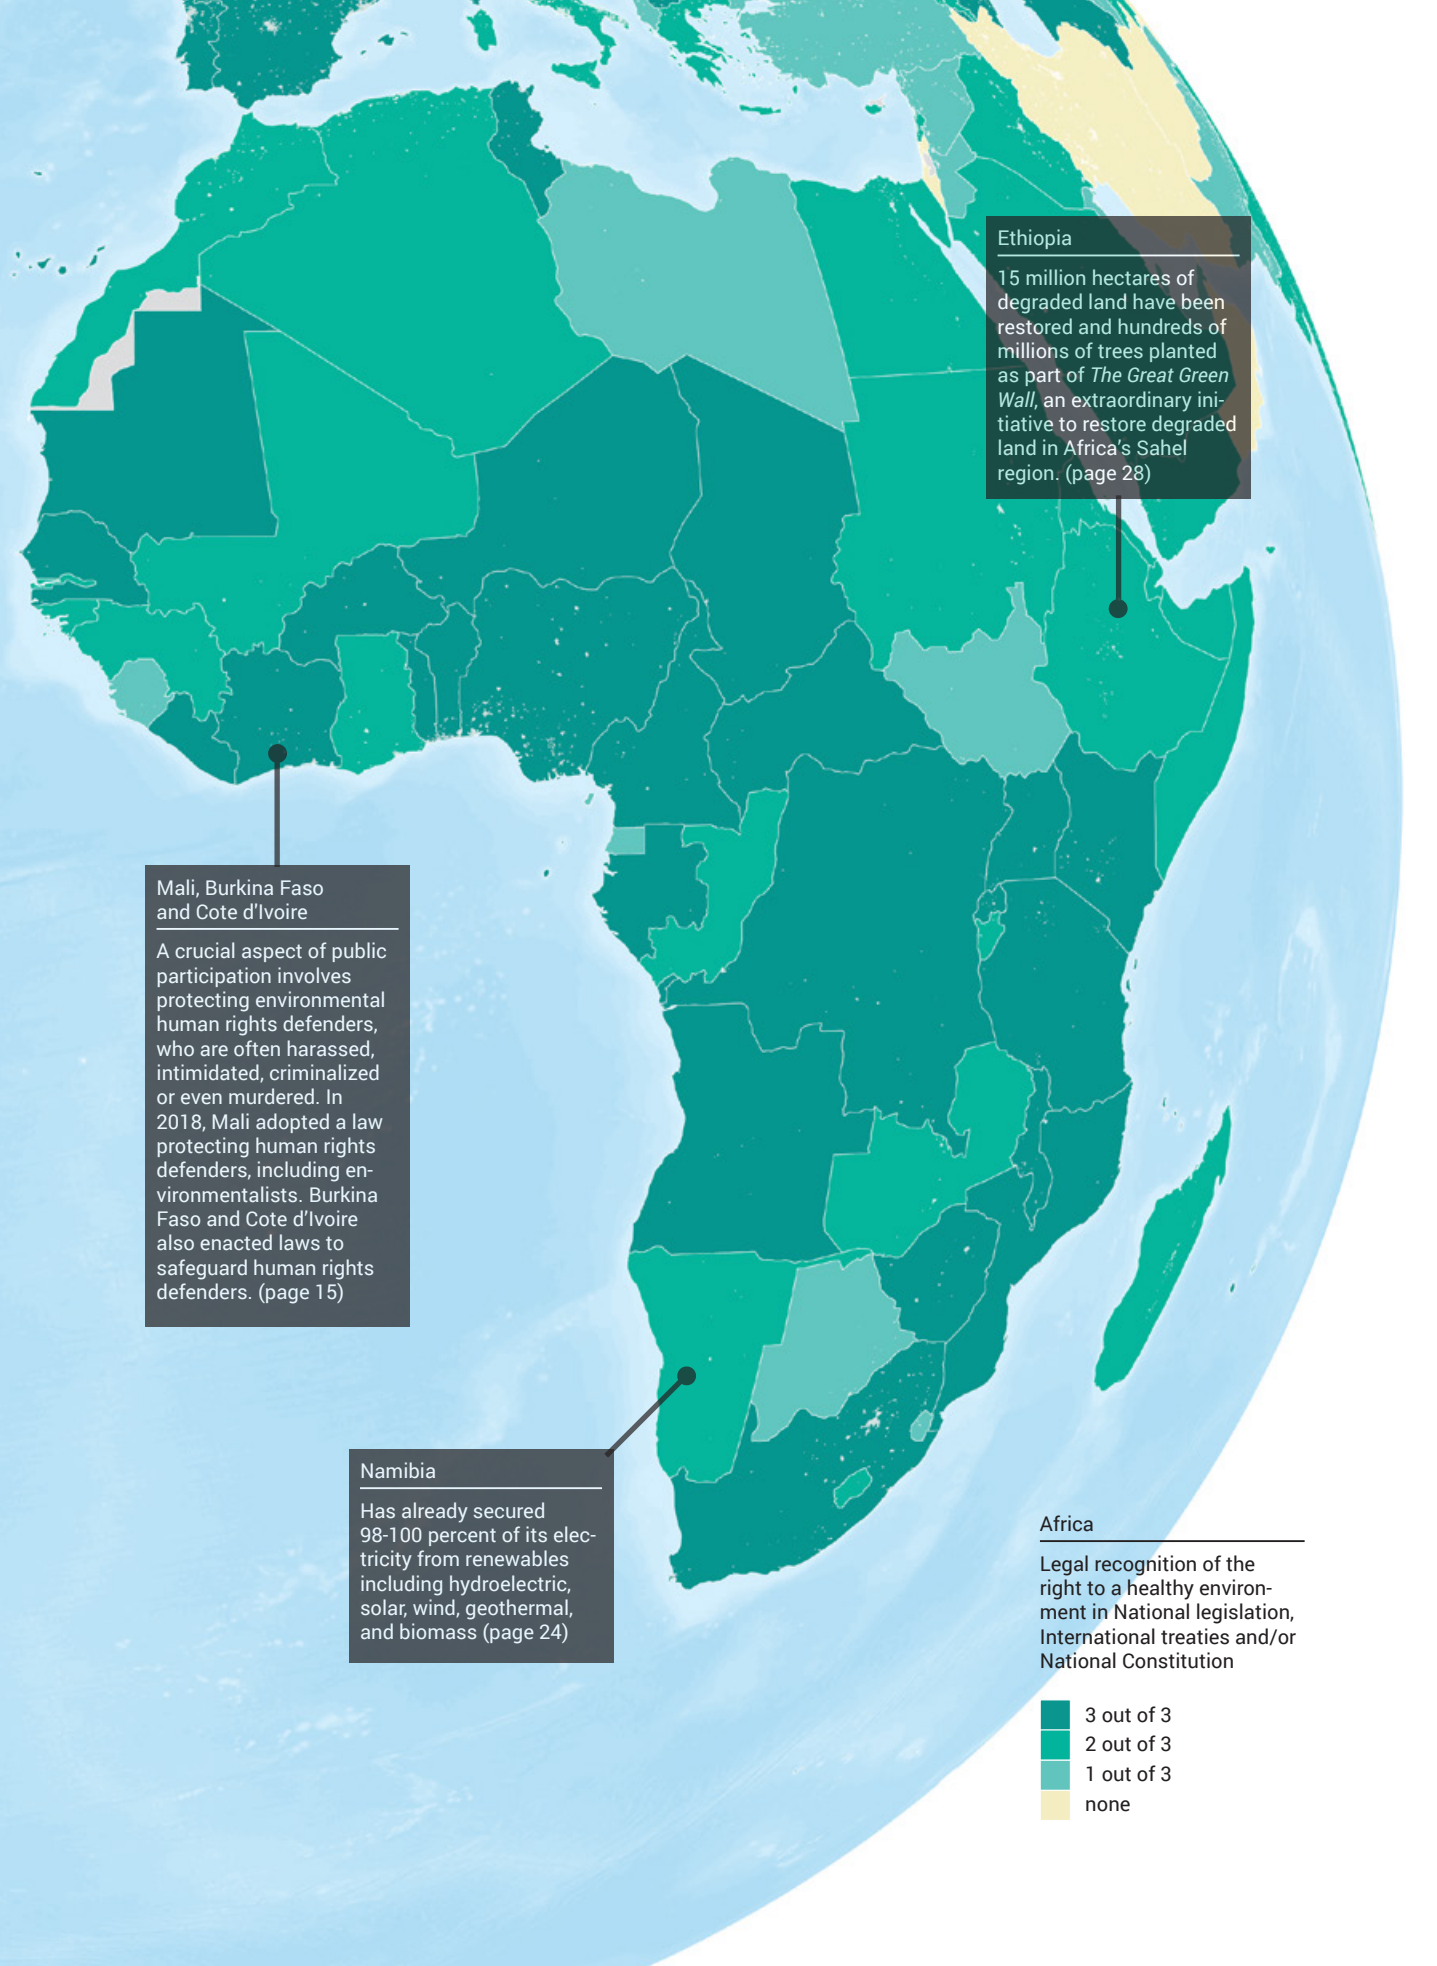 Ethiopia
15 million hectares of
degraded land have been
restored and hundreds of
millions of trees planted
as part of The Great Green
Wall, an extraordinary ini-
tiative to restore degraded
land in Africa's Sahel
region. (page 28)
Mali, Burkina Faso
and Cote d'Ivoire
A crucial aspect of public
participation involves
protecting environmental
human rights defenders,
who are often harassed,
intimidated, criminalized
or even murdered. In
2018, Mali adopted a law
protecting human rights
defenders, including en-
vironmentalists. Burkina
Faso and Cote d'Ivoire
also enacted laws to
safeguard human rights
defenders. (page 15)
Namibia
Has already secured
98-100 percent of its elec-
tricity from renewables
including hydroelectric,
solar, wind, geothermal,
and biomass (page 24)
Africa
Legal recognition of the
right to a healthy environ-
ment in National legislation,
International treaties and/or
National Constitution
3 out of 3
2 out of 3
1 out of 3
none